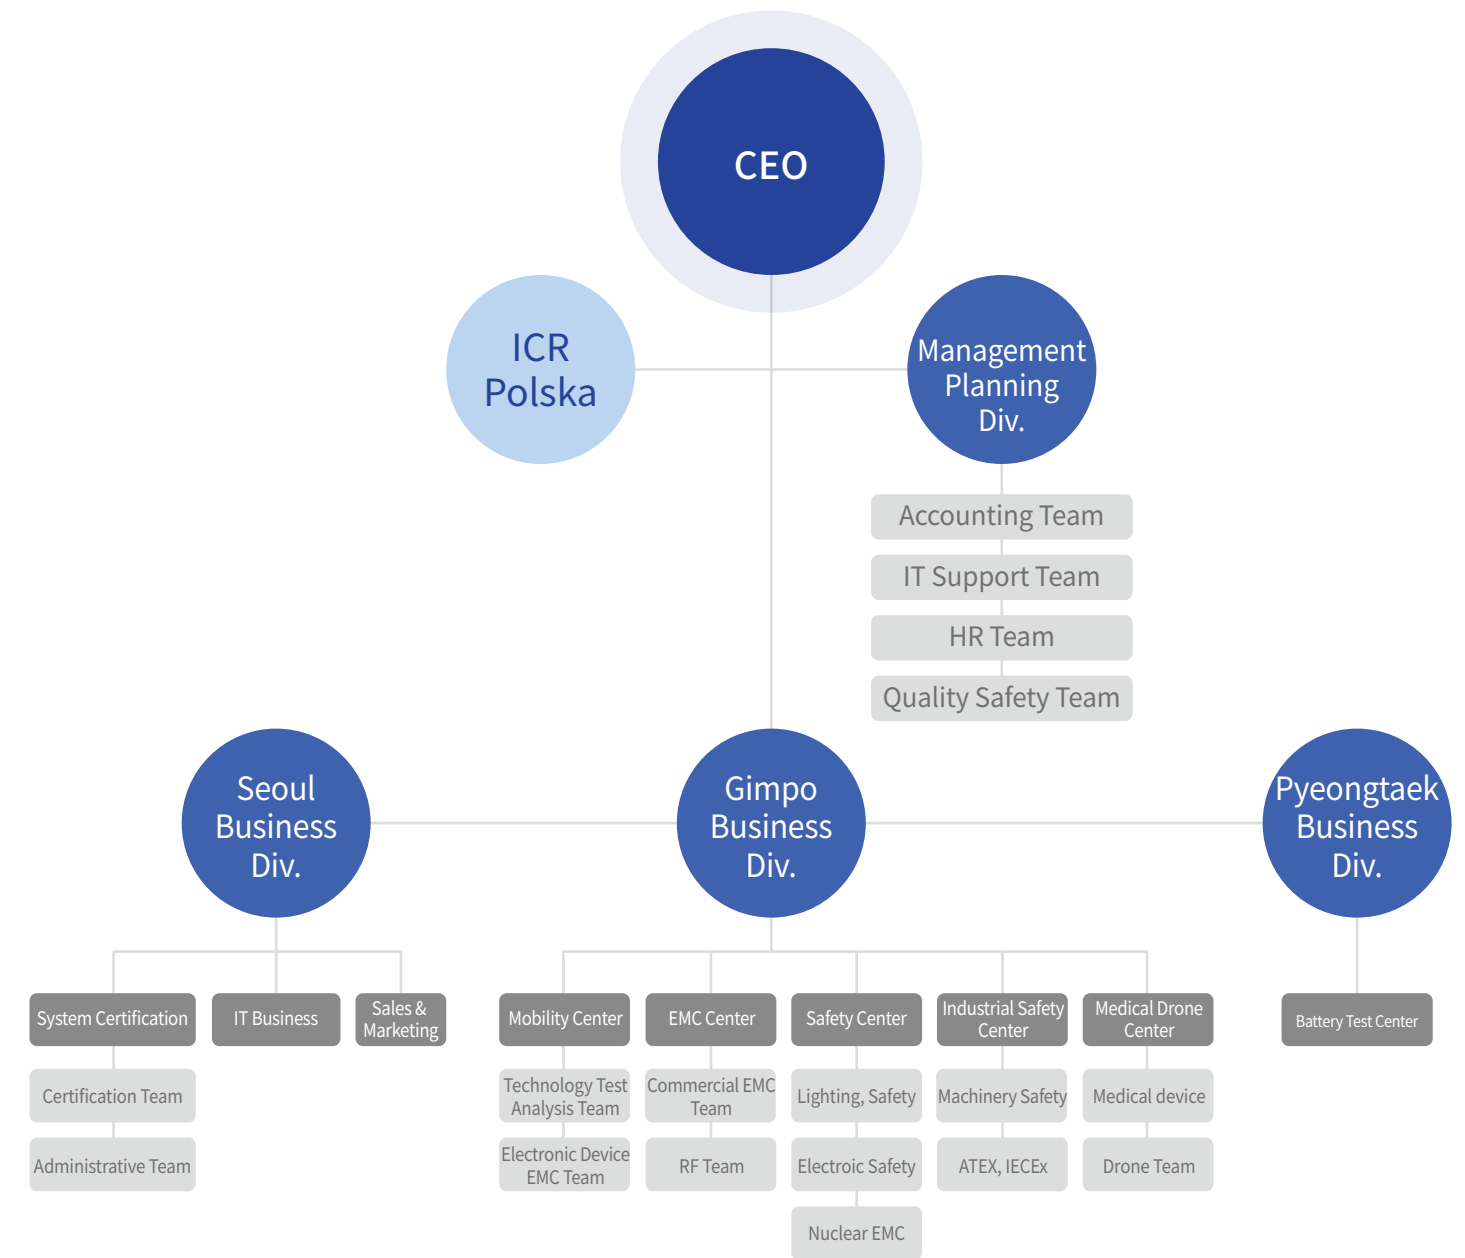 CEO
ICR
Polska
Management
Planning
Div.
Accounting Team
IT Support Team
HR Team
Quality Safety Team
Seoul
Business
Div.
Gimpo
Business
Div.
Pyeongtaek
Business
Div.
System Certification
IT Business
Sales &
Marketing
Mobility Center
EMC Center
Safety Center
Industrial Safety
Center
Medical Drone
Center
Battery Test Center
Certification Team
Technology Test
Analysis Team
Commercial EMC
Team
Lighting, Safety
Machinery Safety
Medical device
Administrative Team
Electronic Device
EMC Team
RF Team
Electroic Safety
ATEX, IECEx
Drone Team
Nuclear EMC